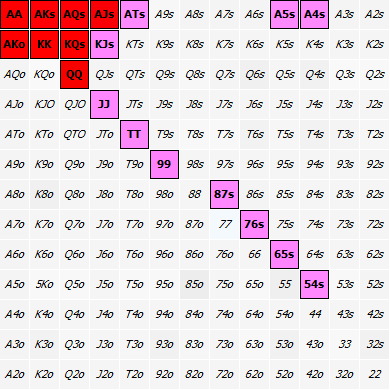 AA AKs AQs AJs ATs A9s A8s A7s A6s A5s A4s A3s A2s
AKo KK KQs KJs KTs K9s K8s K7s K6s K5s K4s K3s K2s
AQo KQo QQ QJs QTs Q9s Q8s Q7s Q6s Q5s Q4s Q3s Q2s
AJo KJO QJO JJ JTs J9s J8s J7s J6s J5s J4s J3s J2s
ATo KTo QTO JTo TT T9s T8s T7s T6s T5s T4s T3s T2s
A9o K9o Q9o J9o T9o 99 98s 97s 96s 95s 94s 93s 92s
A8o K8o Q8o J8o T8o 98o 88 87s 86s 85s 84s 83s 82s
A7o K7o Q7o J7o T7o 97o 87o 77 76s 75s 74s 73s 72s
A6o K6o Q6o J6o T6o 96o 86o 76o 66 65s 64s 63s 62s
A5o 5Ko Q5o J5o T5o 95o 85o 75o 65o 55 54s 53s 52s
A4o K4o Q4o J4o T4o 94o 84o 74o 64o 54o 44 43s 42s
A3o K3o Q3o J3o T3o 93o 83o 73o 63o 53o 43o 33 32s
A2o K2o Q2o J2o T2o 92o 82o 72o 62o 52o 42o 32o 22